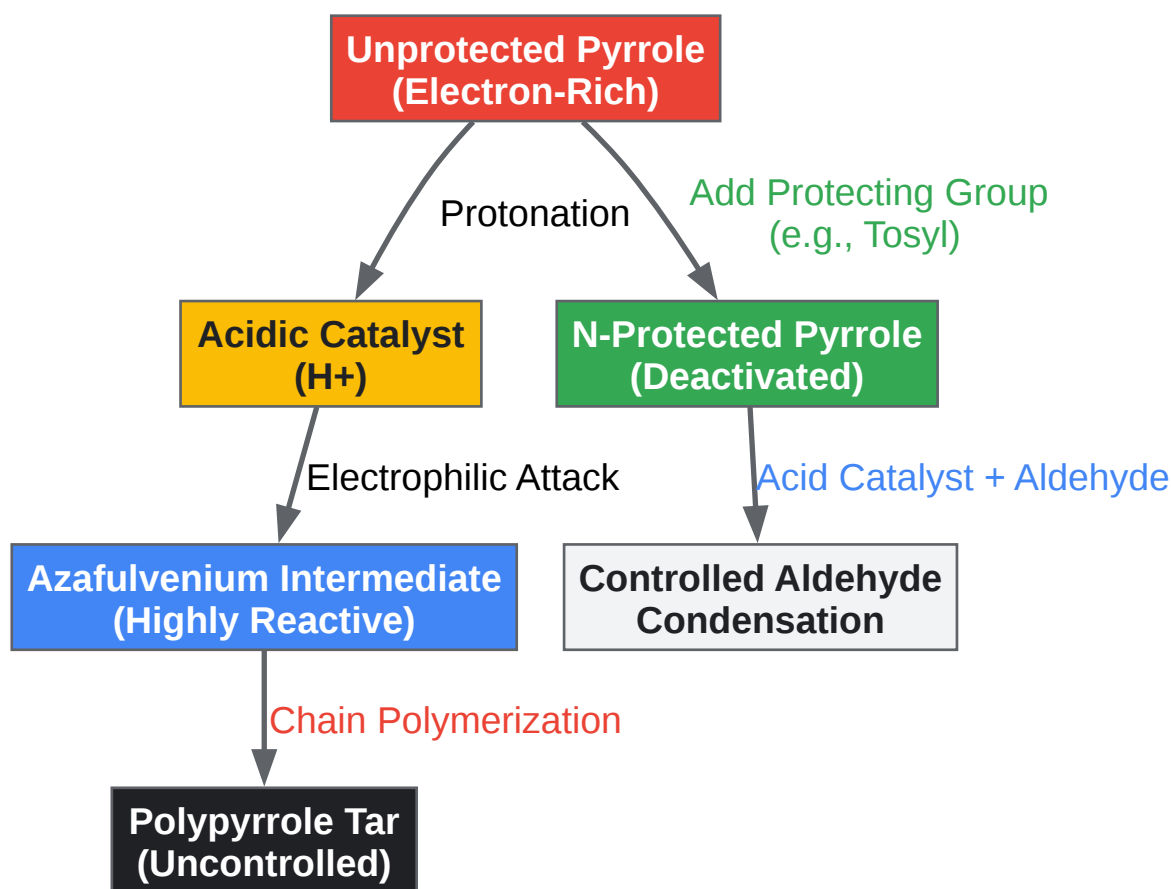 Unprotected Pyrrole
(Electron-Rich)
Protonation
Add Protecting Group
(e.g., Tosyl)
Acidic Catalyst
(H+)
N-Protected Pyrrole
(Deactivated)
Electrophilic Attack
Acid Catalyst + Aldehyde
Azafulvenium Intermediate
(Highly Reactive)
Controlled Aldehyde
Condensation
Chain Polymerization
Polypyrrole Tar
(Uncontrolled)